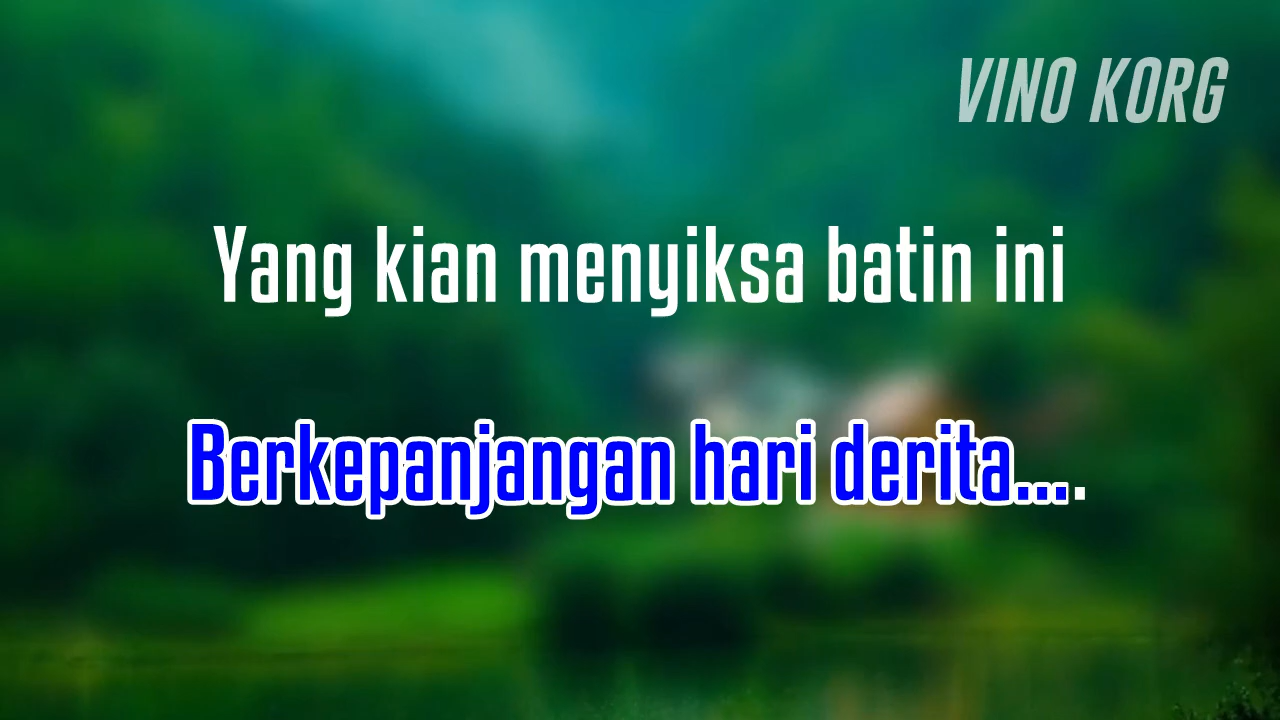 VINO KORG
Yang kian menyiksa batin ini
Berkepanjangan hari derita....